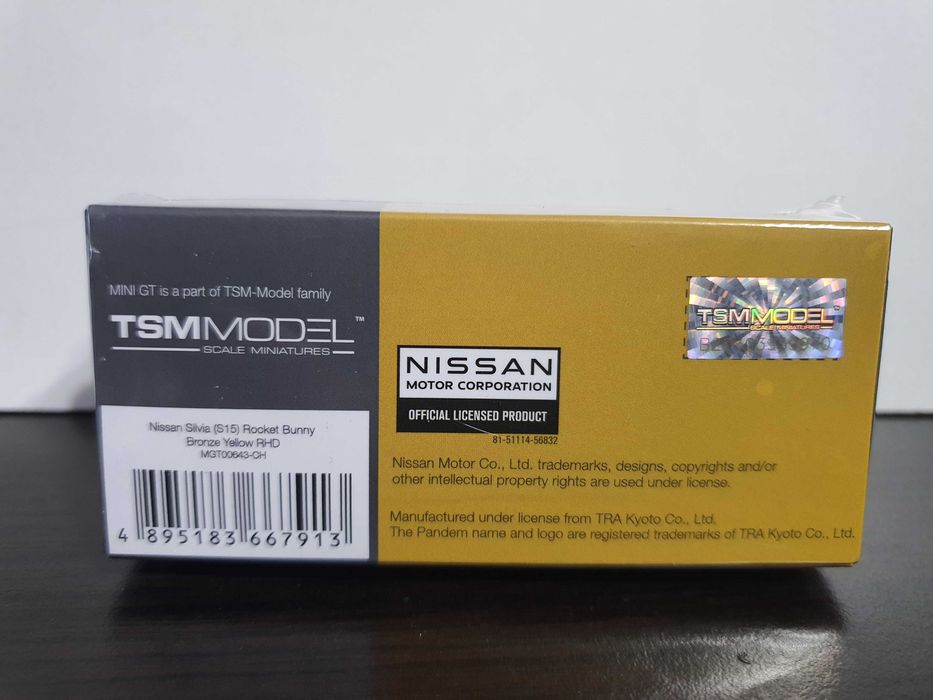 MINI GT is a part of TSM-Model family
TSMMODEL™
SCALE MINIATURES
Nissan Silvia (S15) Rocket Bunny
Bronze Yellow RHD
MGT00643-CH
4 895183 667913
TSMMODEL
SCALE MINIATURES
NISSAN
MOTOR CORPORATION
OFFICIAL LICENSED PRODUCT
81-51114-56832
Nissan Motor Co., Ltd. trademarks, designs, copyrights and/or
other intellectual property rights are used under license.
Manufactured under license from TRA Kyoto Co., Ltd.
The Pandem name and logo are registered trademarks of TRA Kyoto Co., Ltd.